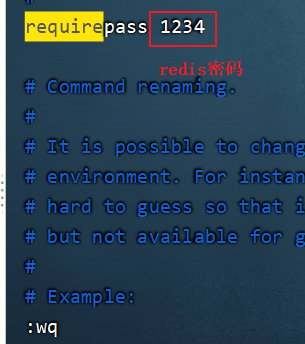 #
requirepass 1234
redis密码
# Command renaming.
#
# It is possible to chang
# environment. For instan
# hard to guess so that i
# but not available for g
#
# Example:
:wq